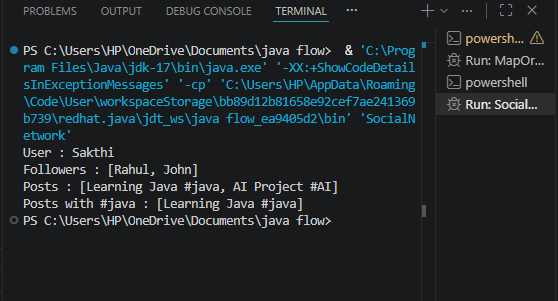 PROBLEMS OUTPUT DEBUG CONSOLE TERMINAL
PS C:\Users\HP\OneDrive\Documents\java flow> & 'C:\Prog
ram Files\Java\jdk-17\bin\java.exe' '-XX:+ShowCodeDetai
lsInExceptionMessages' '-cp' 'C:\Users\HP\AppData\Roaming
\Code\User\workspaceStorage\bb89d12b81658e92cef7ae241369
b739\redhat.java\jdt_ws\java flow_ea9405d2\bin' 'SocialN
etwork'
User : Sakthi
Followers : [Rahul, John]
Posts : [Learning Java #java, AI Project #AI]
Posts with #java : [Learning Java #java]
PS C:\Users\HP\OneDrive\Documents\java flow>
powersh...
Run: MapOr
powershell
Run: Social...